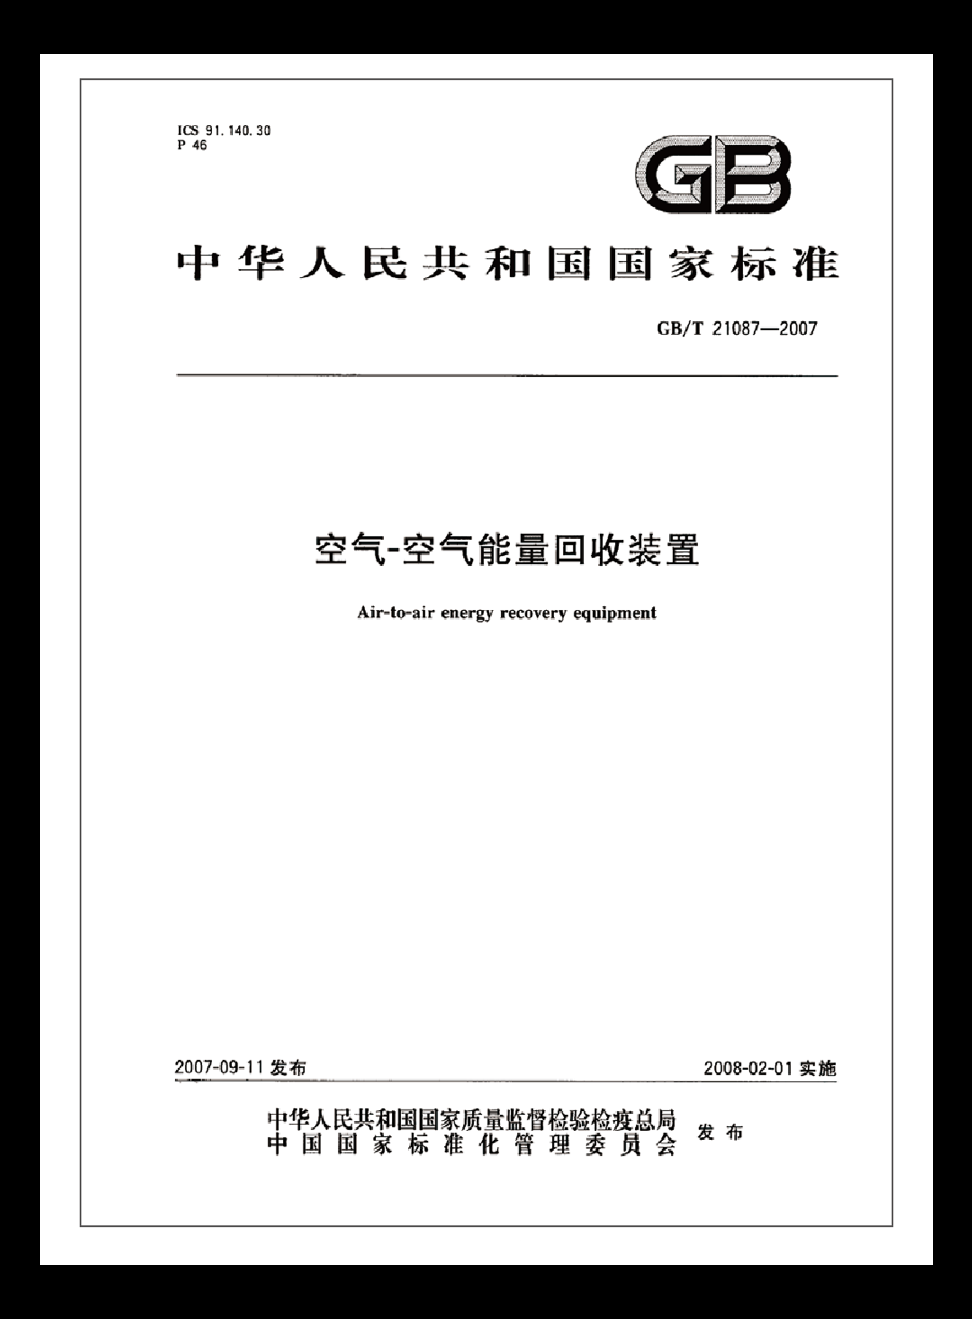 ICS 91.140.30
P 46
GB
中华人民共和国国家标准
GB/T 21087—2007
空气-空气能量回收装置
Air-to-air energy recovery equipment
2007-09-11 发布
2008-02-01 实施
中华人民共和国国家质量监督检验检疫总局
中国国家标准化管理委员会
发布